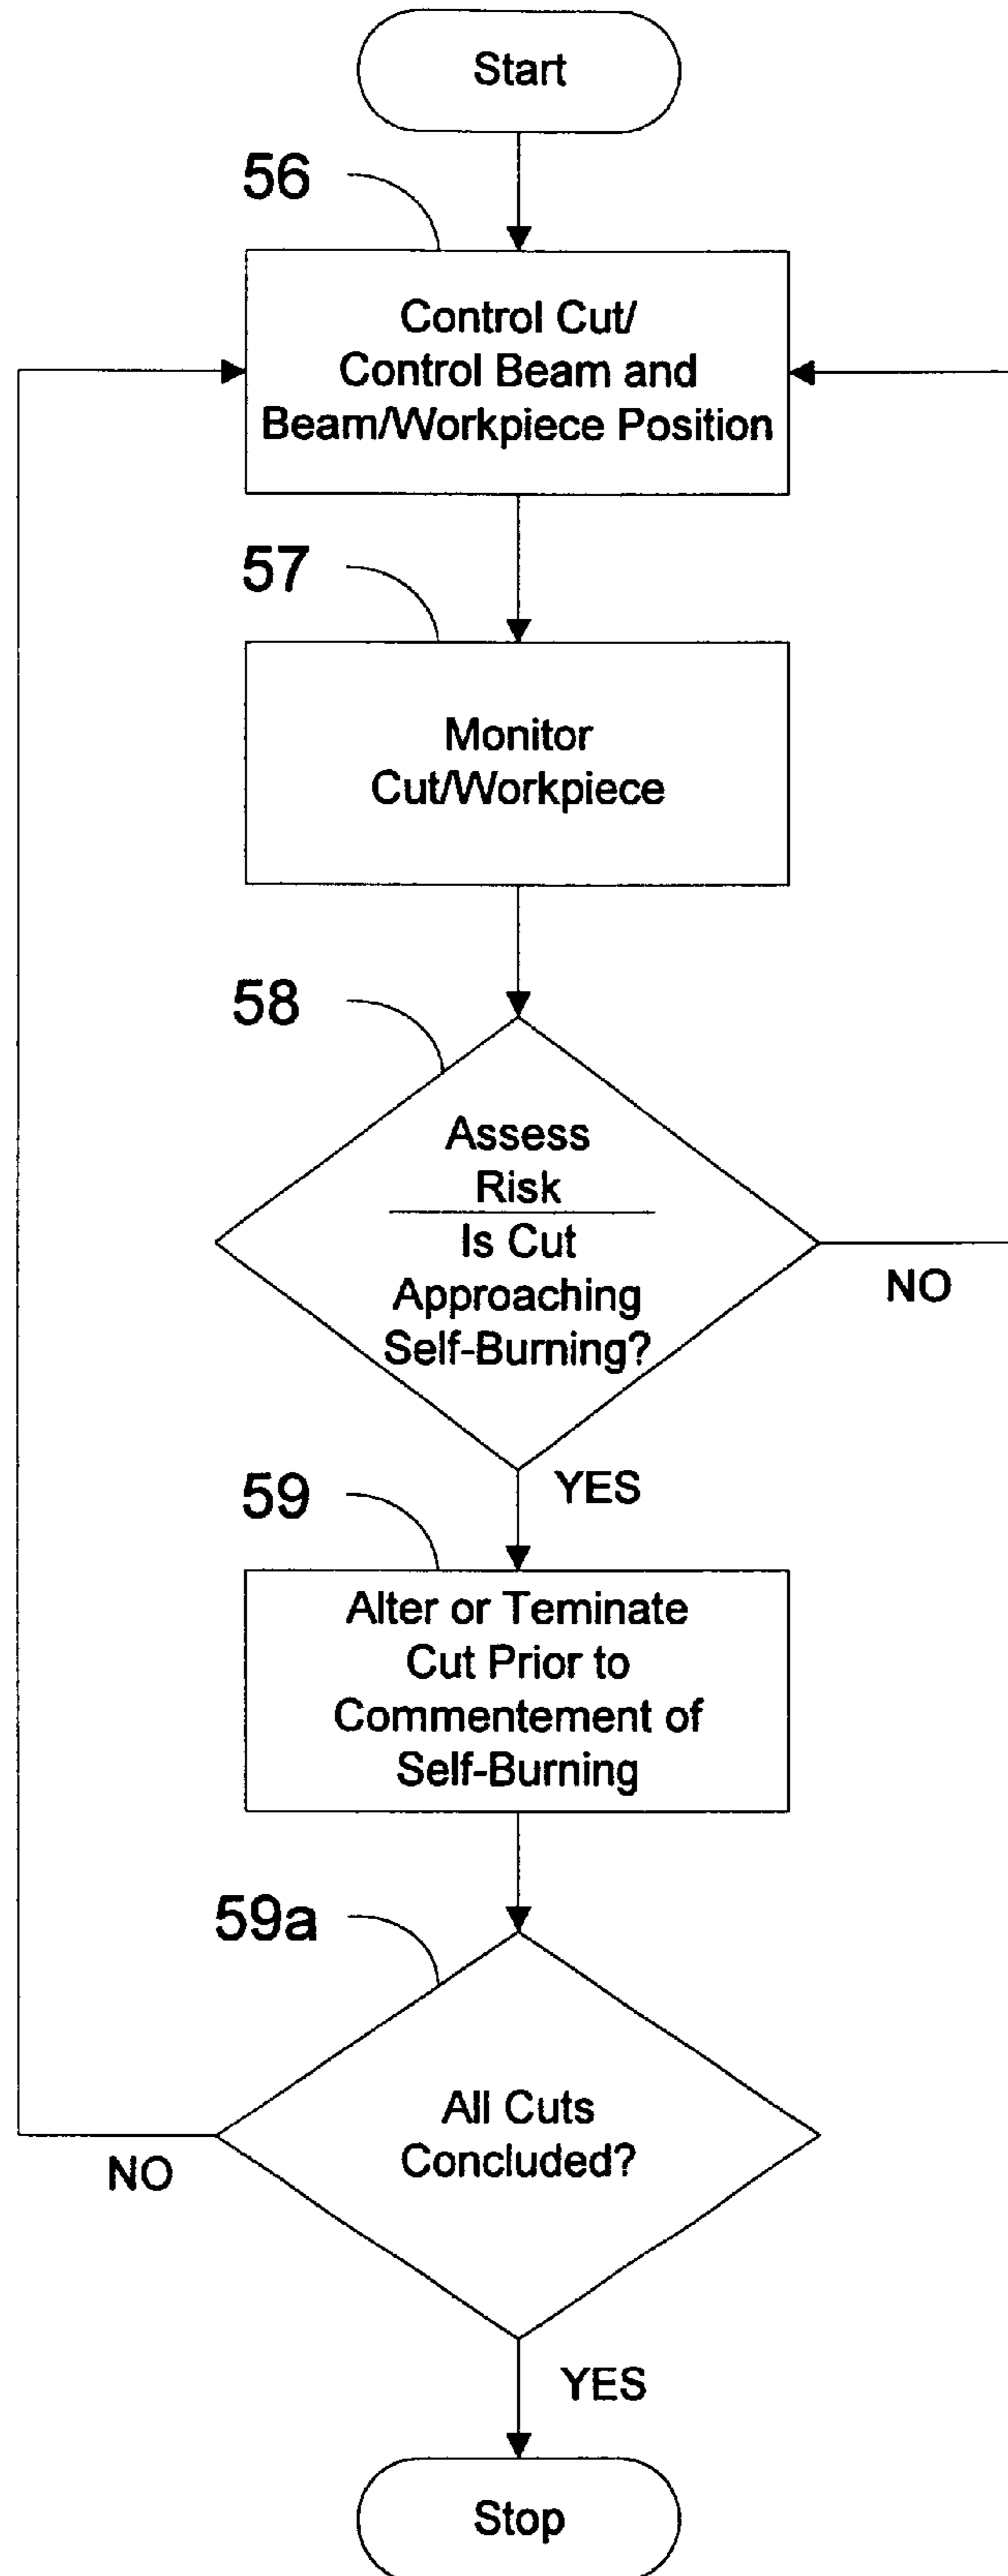 Start
56
Control Cut/
Control Beam and
Beam/Workpiece Position
57
Monitor
Cut/Workpiece
58
Assess
Risk
Is Cut
Approaching
Self-Burning?
NO
YES
59
Alter or Teminate
Cut Prior to
Commentement of
Self-Burning
59a
All Cuts
Concluded?
NO
YES
Stop